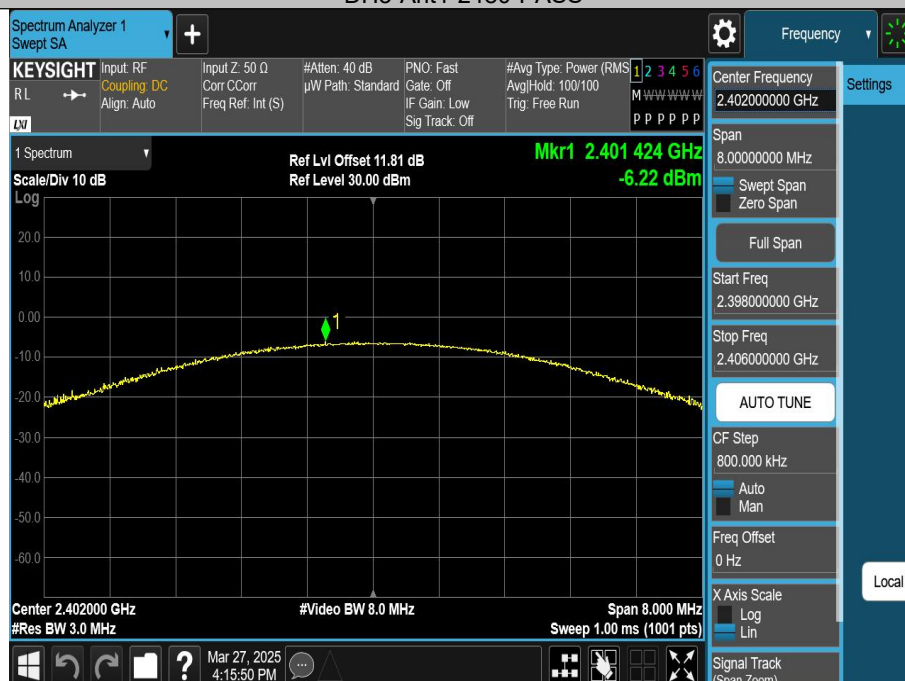 Spectrum Analyzer 1
Swept SA
Frequency
KEYSIGHT
RL
LXI
Input: RF
Coupling: DC
Align: Auto
Input Z: 50 Ω
Corr CCorr
Freq Ref: Int (S)
#Atten: 40 dB
µW Path: Standard
PNO: Fast
Gate: Off
IF Gain: Low
Sig Track: Off
#Avg Type: Power (RMS
Avg|Hold: 100/100
Trig: Free Run
1 2 3 4 5 6
M W W W W W
P P P P P P
Center Frequency
2.402000000 GHz
Settings
Span
8.00000000 MHz
Swept Span
Zero Span
Full Span
Start Freq
2.398000000 GHz
Stop Freq
2.406000000 GHz
AUTO TUNE
CF Step
800.000 kHz
Auto
Man
Freq Offset
0 Hz
X Axis Scale
Log
Lin
Signal Track
(Span Zoom)
Local
1 Spectrum
Scale/Div 10 dB
Log
Ref Lvl Offset 11.81 dB
Ref Level 30.00 dBm
Mkr1 2.401 424 GHz
-6.22 dBm
20.0
10.0
0.00
-10.0
-20.0
-30.0
-40.0
-50.0
-60.0
1
Center 2.402000 GHz
#Res BW 3.0 MHz
#Video BW 8.0 MHz
Span 8.000 MHz
Sweep 1.00 ms (1001 pts)
?
Mar 27, 2025
4:15:50 PM